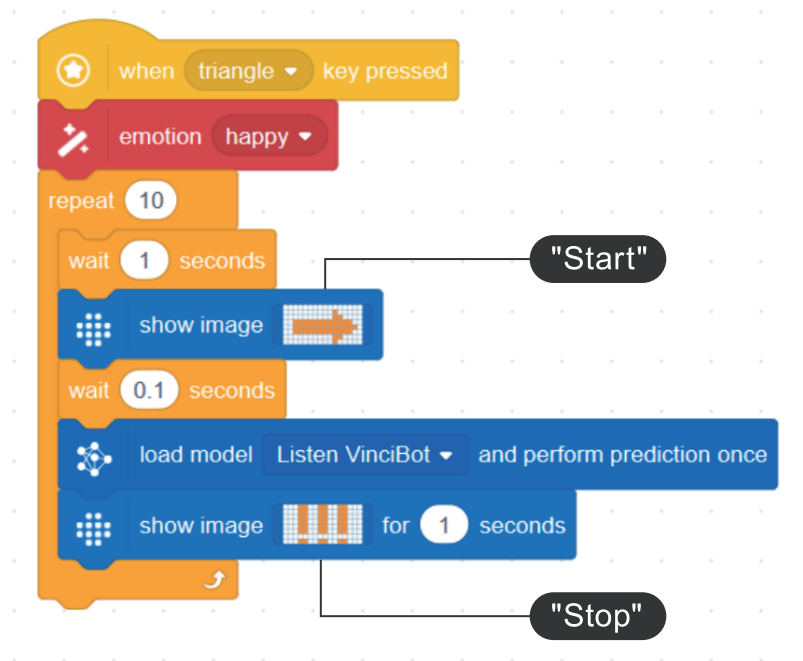 when triangle key pressed
emotion happy
repeat 10
wait 1 seconds
"Start"
show image
wait 0.1 seconds
load model Listen VinciBot and perform prediction once
show image for 1 seconds
"Stop"